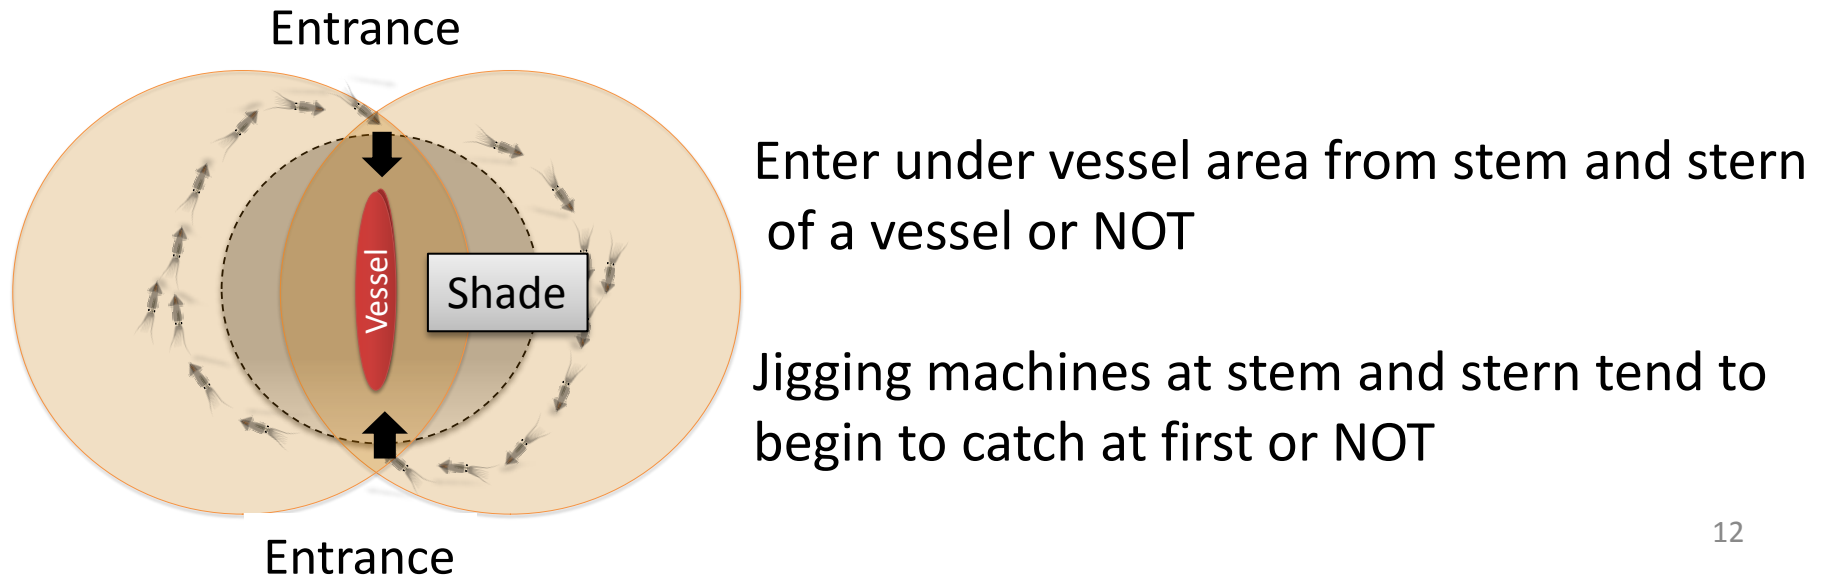 Entrance
Vessel
Shade
Entrance
Enter under vessel area from stem and stern
of a vessel or NOT
Jigging machines at stem and stern tend to
begin to catch at first or NOT
12